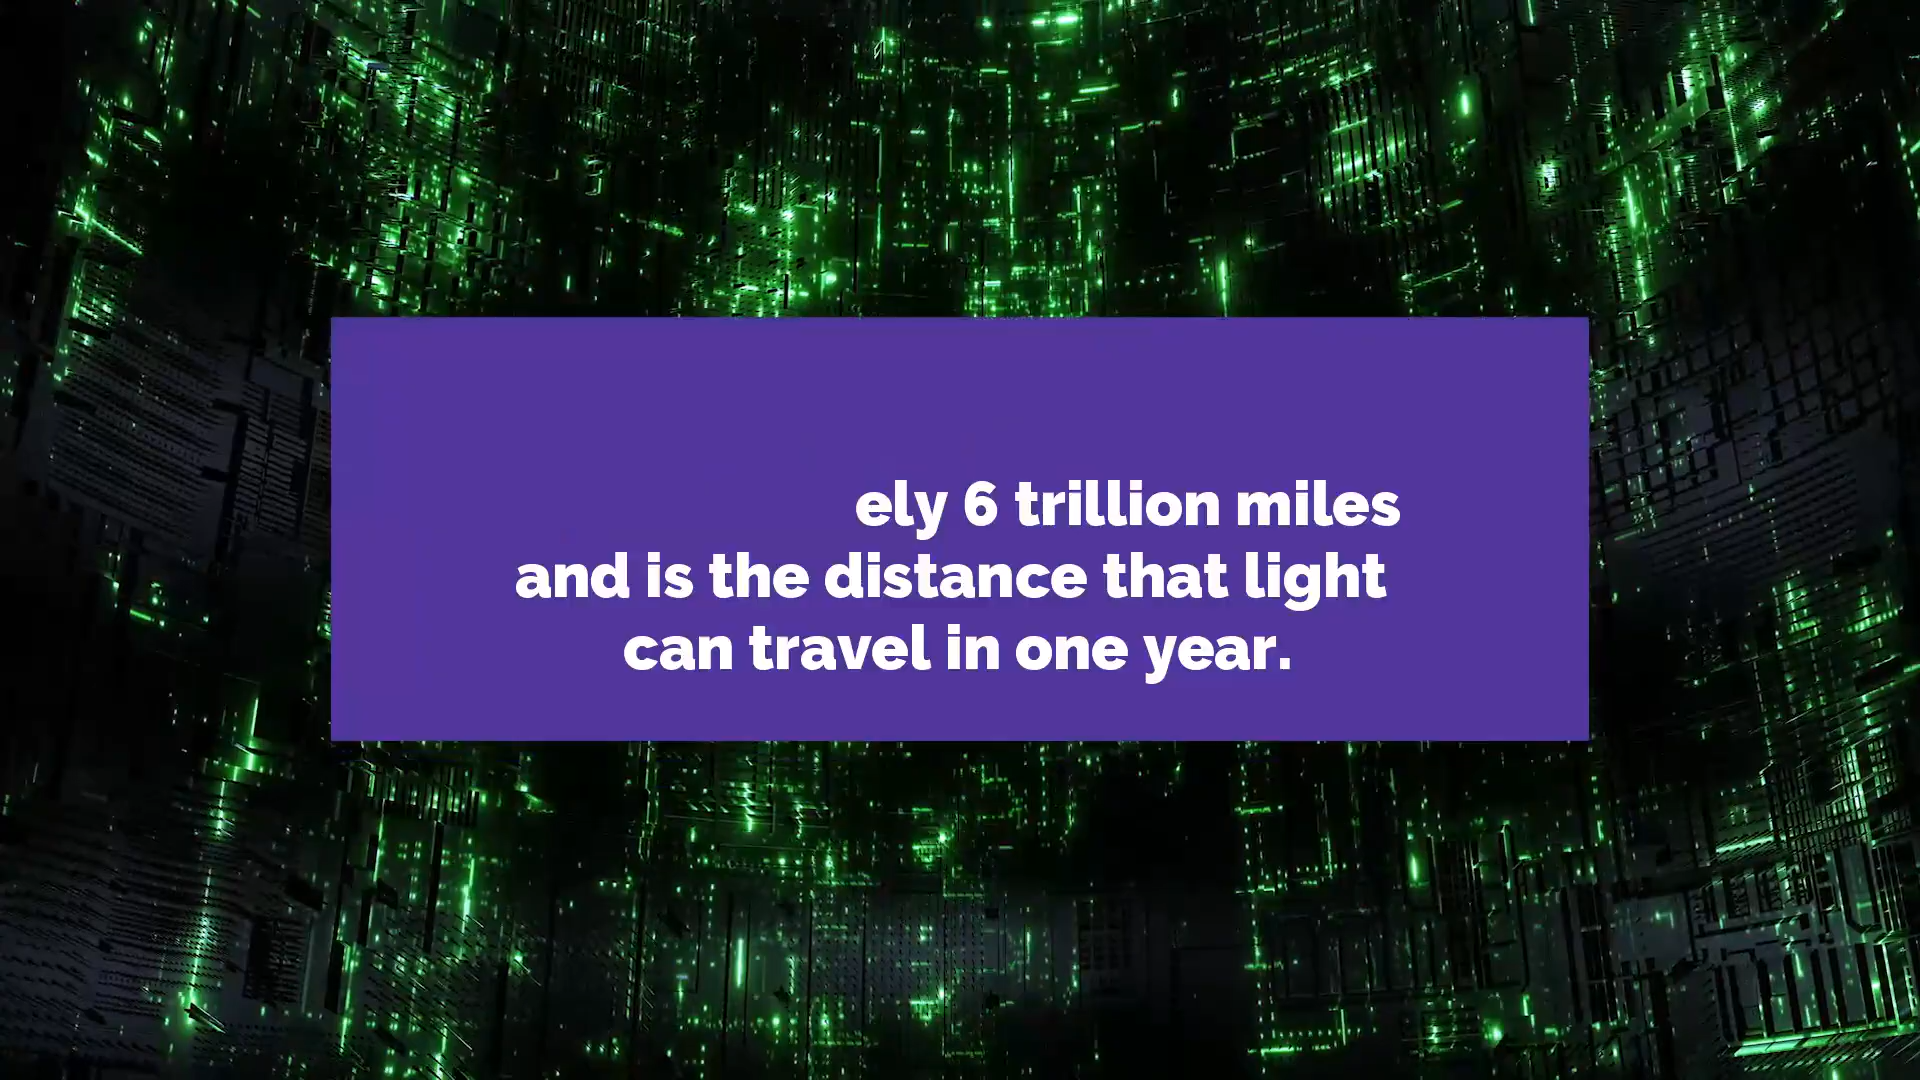 ely 6 trillion miles
and is the distance that light
can travel in one year.